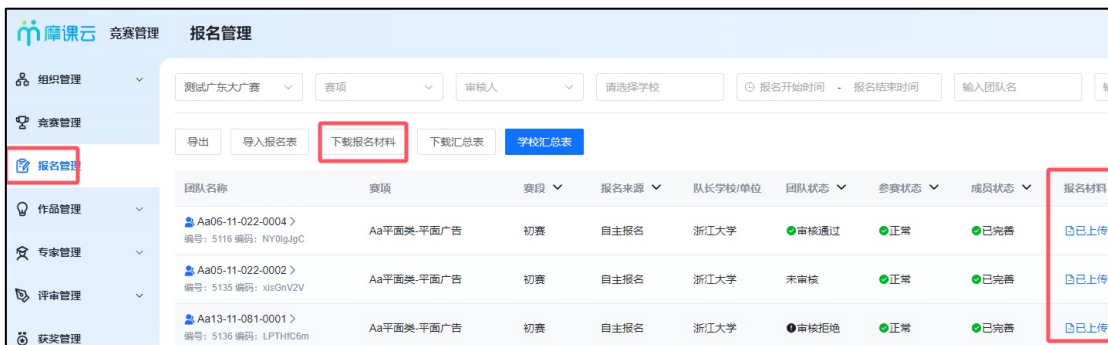 摩课云 竞赛管理 报名管理
组织管理
竞赛管理
报名管理
作品管理
专家管理
评审管理
获奖管理
测试广东大广赛 赛项 审核人 请选择学校 报名开始时间 - 报名结束时间 输入团队名
导出 导入报名表 下载报名材料 下载汇总表 学校汇总表
团队名称 赛项 赛段 报名来源 队长学校/单位 团队状态 参赛状态 成员状态 报名材料
Aa06-11-022-0004 >
编号：5116 编码：NY0IgJgC
Aa平面类-平面广告 初赛 自主报名 浙江大学 审核通过 正常 已完善 已上传
Aa05-11-022-0002 >
编号：5135 编码：xisGnV2V
Aa平面类-平面广告 初赛 自主报名 浙江大学 未审核 正常 已完善 已上传
Aa13-11-081-0001 >
编号：5136 编码：LPTHfC6m
Aa平面类-平面广告 初赛 自主报名 浙江大学 审核拒绝 正常 已完善 已上传